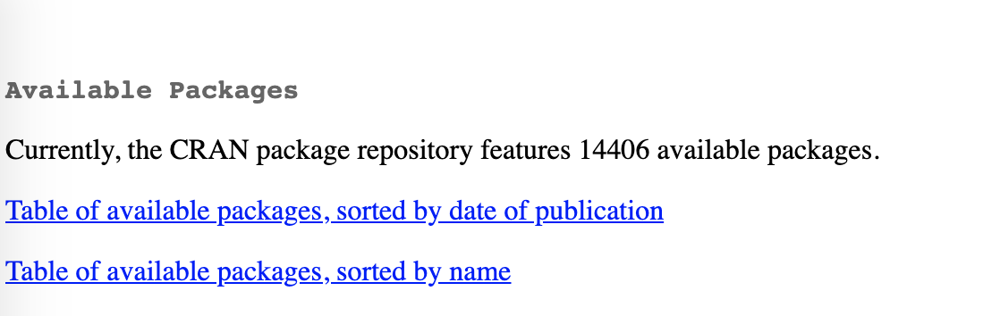 Available Packages
Currently, the CRAN package repository features 14406 available packages.
Table of available packages, sorted by date of publication
Table of available packages, sorted by name